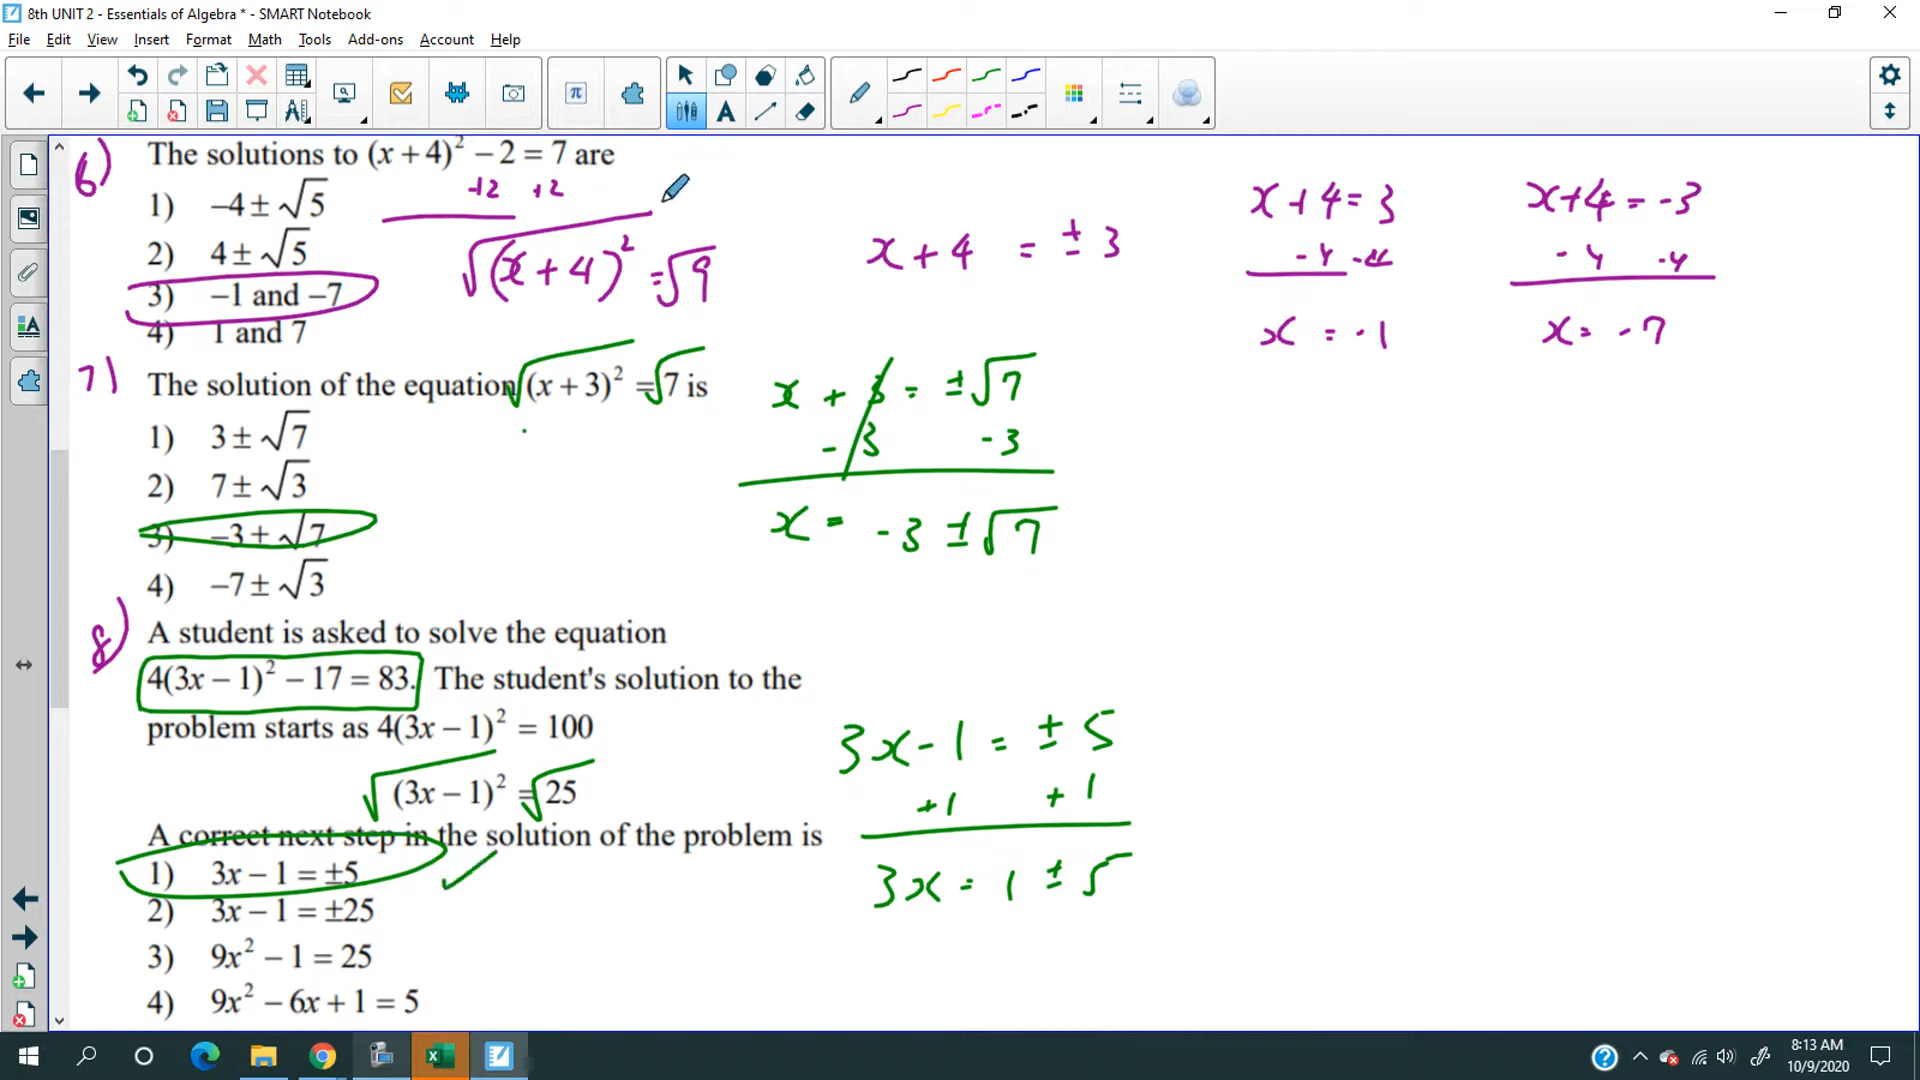 8th UNIT 2 - Essentials of Algebra * - SMART Notebook
File Edit View Insert Format Math Tools Add-ons Account Help
6) The solutions to (x + 4)² − 2 = 7 are
+2 +2
1) −4 ± √5
2) 4 ± √5
3) −1 and −7
4) 1 and 7
√(x + 4)² = √9
x + 4 = ± 3
x + 4 = 3
- 4 - 4
x = - 1
x + 4 = - 3
- 4 - 4
x = - 7
7) The solution of the equation √(x + 3)² = √7 is
1) 3 ± √7
2) 7 ± √3
3) −3 ± √7
4) −7 ± √3
x + 3 = ± √7
- 3 - 3
x = - 3 ± √7
8) A student is asked to solve the equation
4(3x − 1)² − 17 = 83. The student's solution to the
problem starts as 4(3x − 1)² = 100
√(3x − 1)² = √25
A correct next step in the solution of the problem is
1) 3x − 1 = ±5 ✓
2) 3x − 1 = ±25
3) 9x² − 1 = 25
4) 9x² − 6x + 1 = 5
3x - 1 = ± 5
+1 + 1
3x = 1 ± 5
8:13 AM
10/9/2020